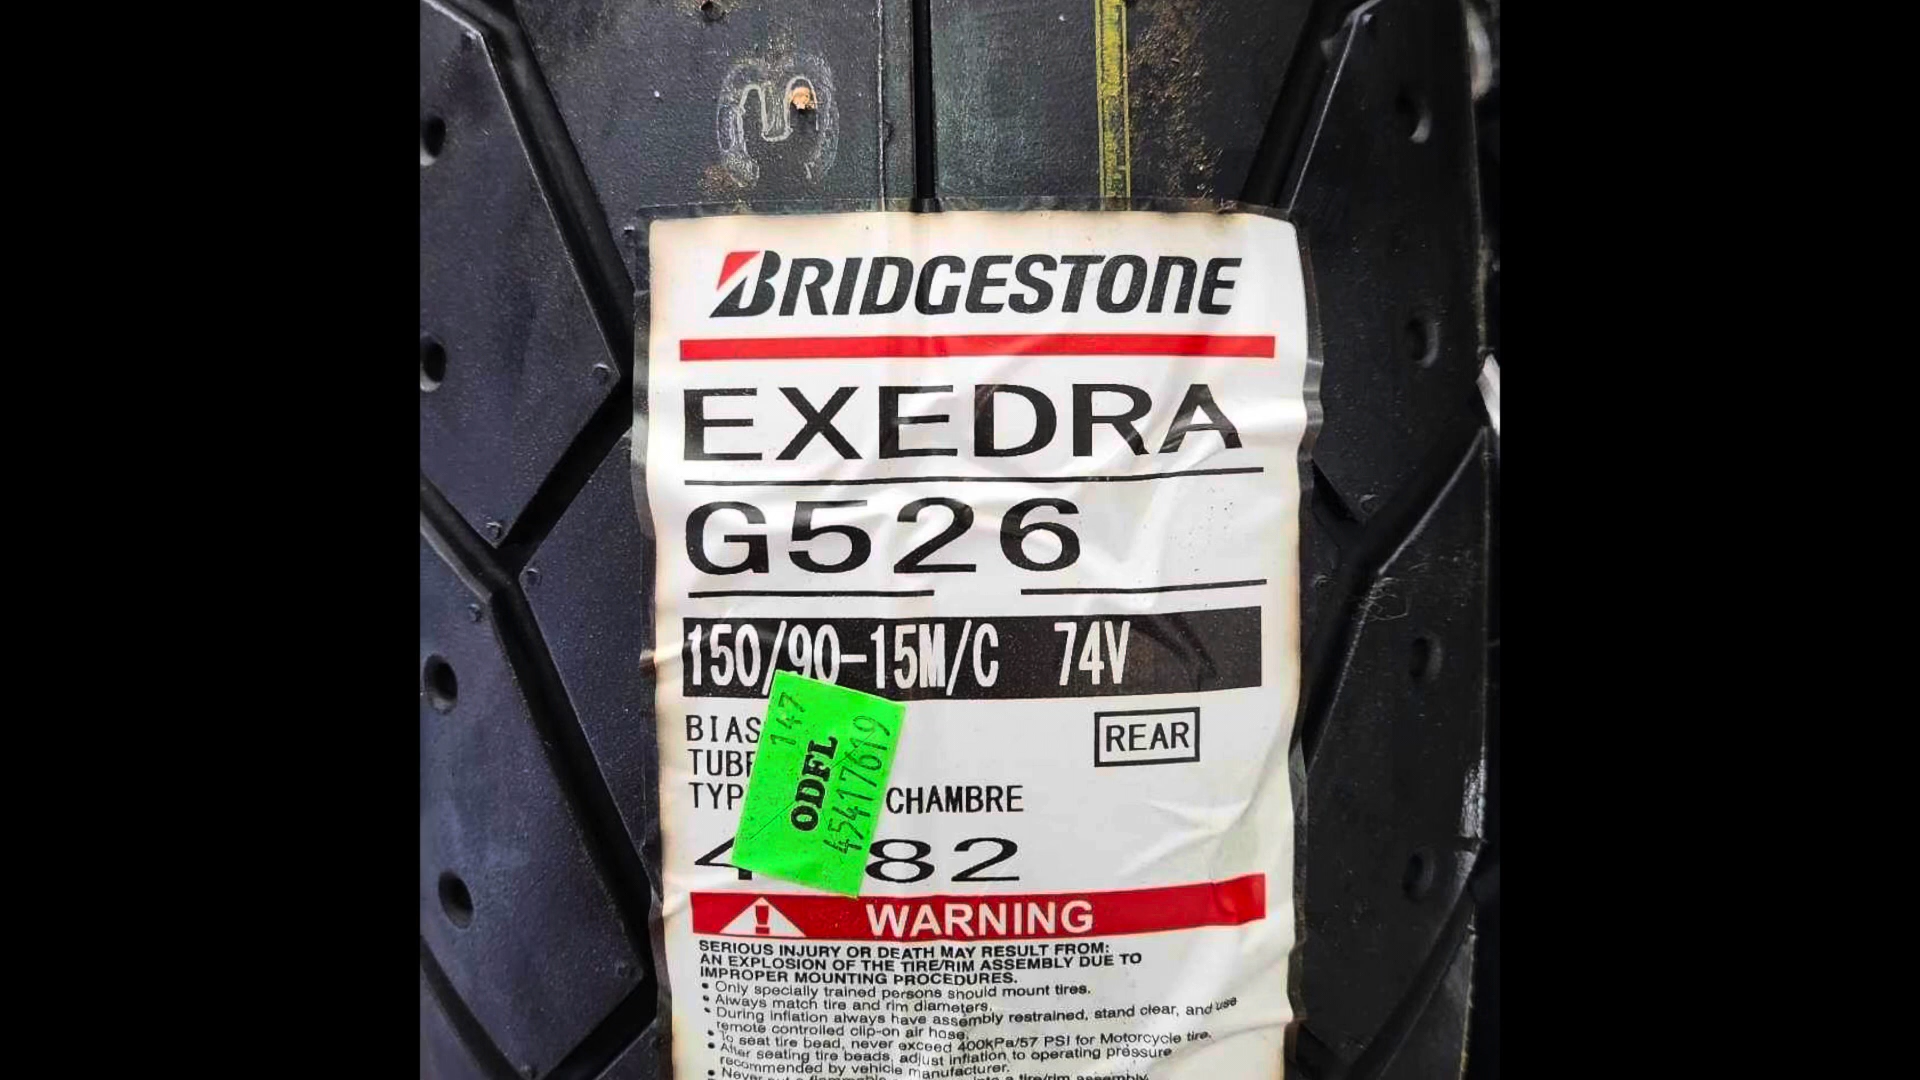 BRIDGESTONE
EXEDRA
G526
150/90-15M/C 74V
BIAS
REAR
CHAMBRE
82
147
ODFL
45417619
WARNING
SERIOUS INJURY OR DEATH MAY RESULT FROM:
AN EXPLOSION OF THE TIRE/RIM ASSEMBLY DUE TO
IMPROPER MOUNTING PROCEDURES.
• Only specially trained persons should mount tires.
• Always match tire and rim diameters.
• During inflation always have assembly restrained, stand clear, and use
remote controlled clip-on air hose.
• To seat tire bead, never exceed 400kPa/57 PSI for Motorcycle tire.
• After seating tire beads, adjust inflation to operating pressure
recommended by vehicle manufacturer.
• Never a tire/rim assembly.